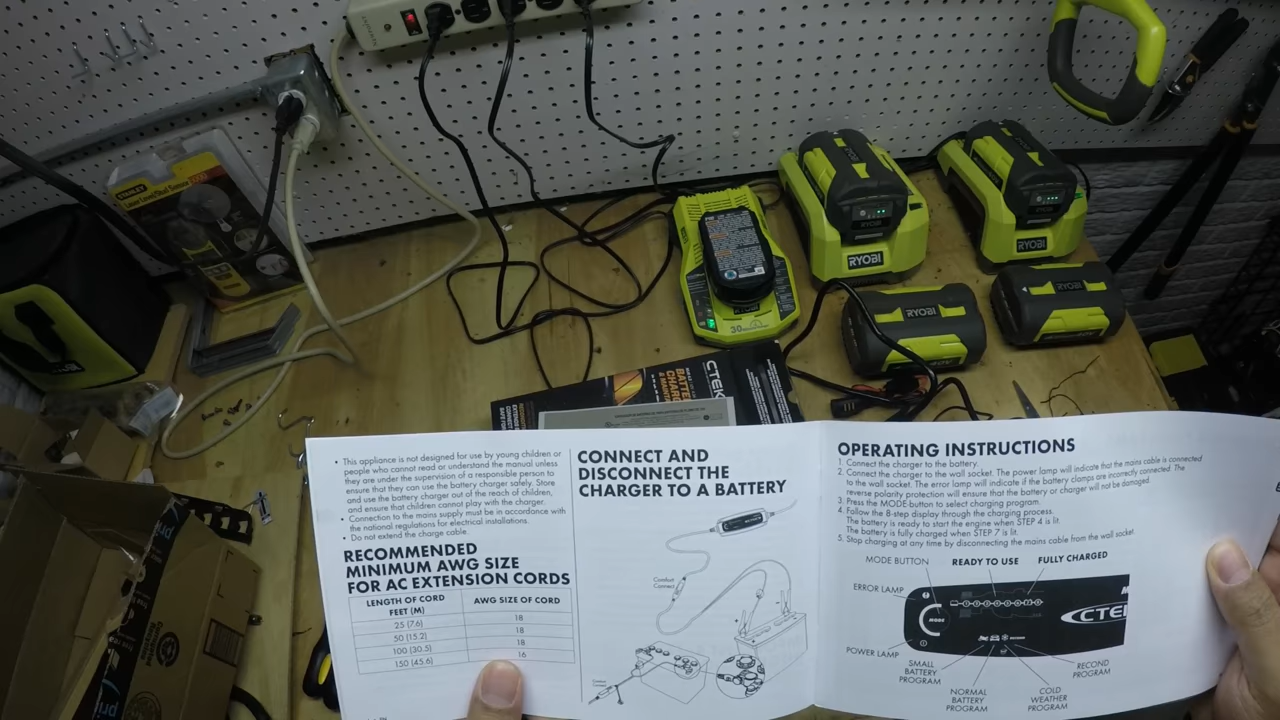 STANLEY
Laser Level/Stud Sensor
RYOBI
RYOBI
RYOBI
RYOBI
30
CTEK
BATTERY
CHARGER
• This appliance is not designed for use by young children or
people who cannot read or understand the manual unless
they are under the supervision of a responsible person to
ensure that they can use the battery charger safely. Store
and use the battery charger out of the reach of children,
and ensure that children cannot play with the charger.
• Connection to the mains supply must be in accordance with
the national regulations for electrical installations.
• Do not extend the charge cable.
RECOMMENDED
MINIMUM AWG SIZE
FOR AC EXTENSION CORDS
LENGTH OF CORD FEET (M) AWG SIZE OF CORD
25 (7.6) 18
50 (15.2) 18
100 (30.5) 18
150 (45.6) 16
CONNECT AND
DISCONNECT THE
CHARGER TO A BATTERY
Comfort
Connect
Comfort
Connect
OPERATING INSTRUCTIONS
1. Connect the charger to the battery.
2. Connect the charger to the wall socket. The power lamp will indicate that the mains cable is connected
to the wall socket. The error lamp will indicate if the battery clamps are incorrectly connected. The
reverse polarity protection will ensure that the battery or charger will not be damaged.
3. Press the MODE-button to select charging program.
4. Follow the 8-step display through the charging process.
The battery is ready to start the engine when STEP 4 is lit.
The battery is fully charged when STEP 7 is lit.
5. Stop charging at any time by disconnecting the mains cable from the wall socket
MODE BUTTON
READY TO USE
FULLY CHARGED
ERROR LAMP
MODE
CTEK
POWER LAMP
SMALL
BATTERY
PROGRAM
NORMAL
BATTERY
PROGRAM
COLD
WEATHER
PROGRAM
RECOND
PROGRAM